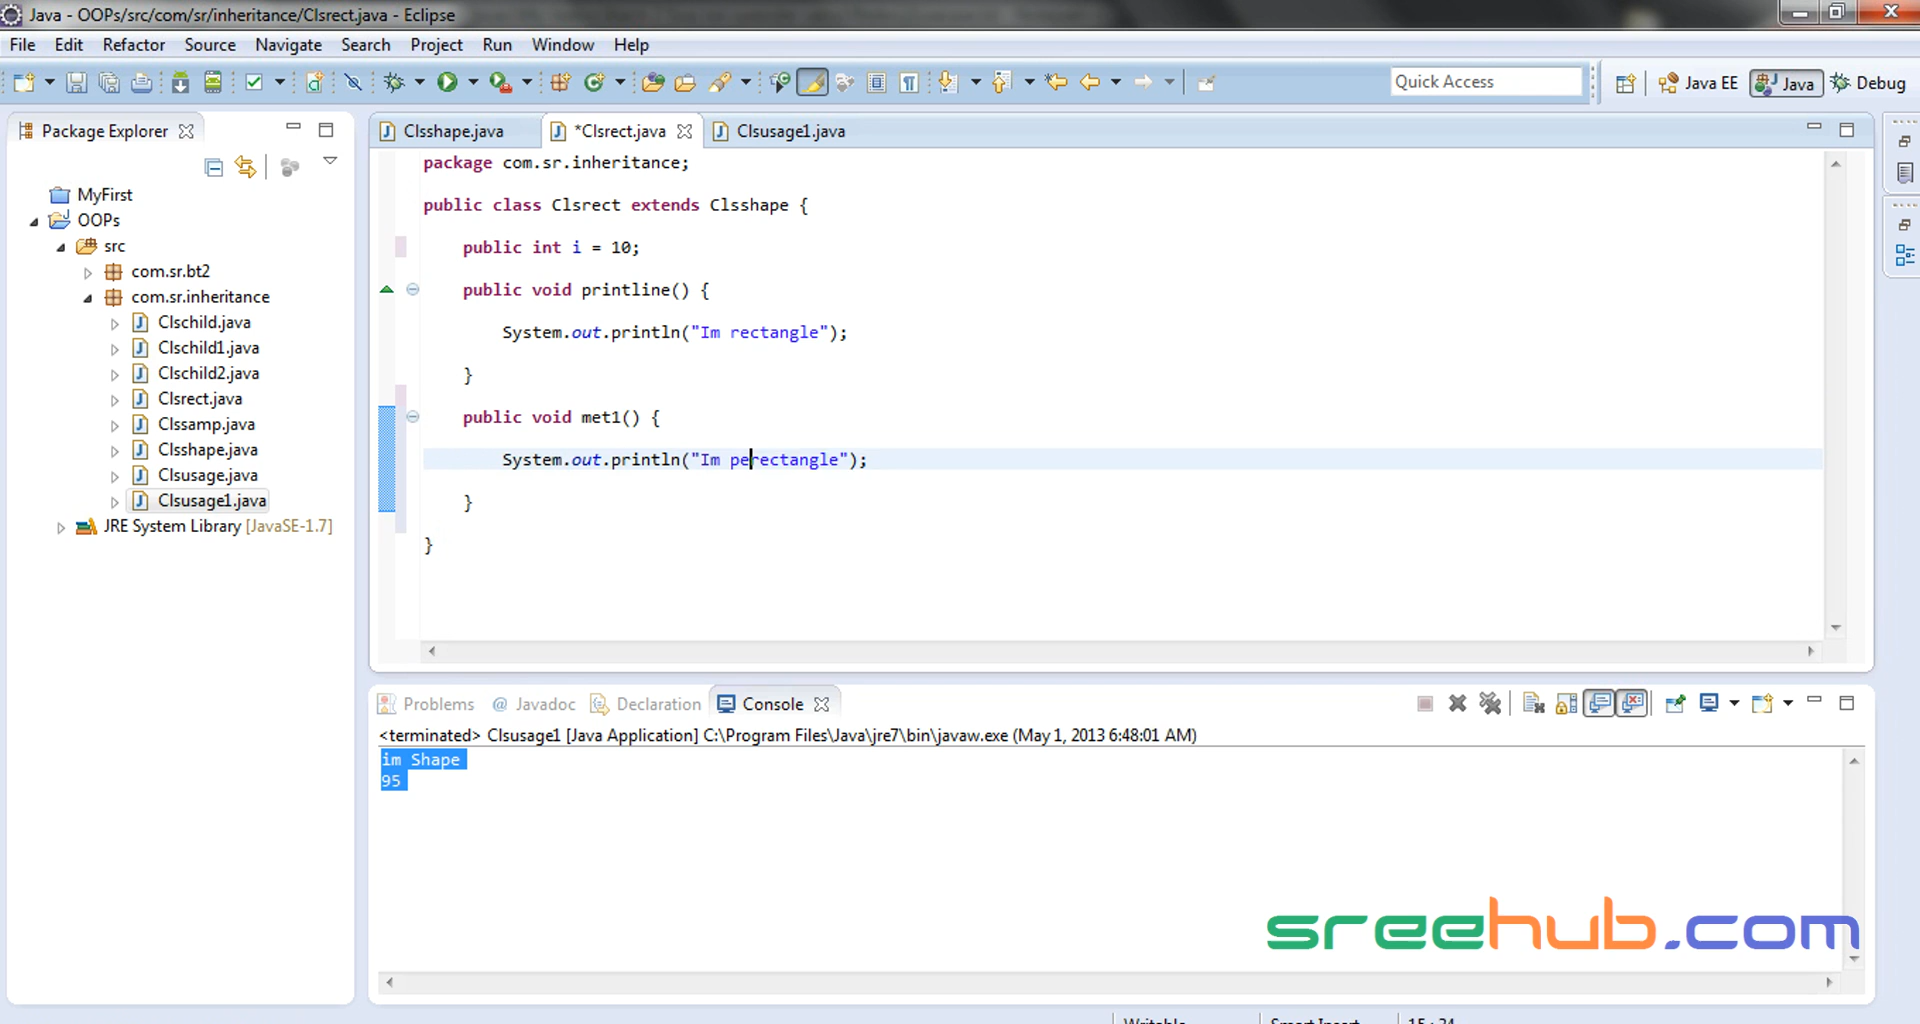 Java - OOPs/src/com/sr/inheritance/Clsrect.java - Eclipse
File Edit Refactor Source Navigate Search Project Run Window Help
Quick Access Java EE Java Debug
Package Explorer
MyFirst
OOPs
src
com.sr.bt2
com.sr.inheritance
Clschild.java
Clschild1.java
Clschild2.java
Clsrect.java
Clssamp.java
Clsshape.java
Clsusage.java
Clsusage1.java
JRE System Library [JavaSE-1.7]
Clsshape.java *Clsrect.java Clsusage1.java
package com.sr.inheritance;
public class Clsrect extends Clsshape {
public int i = 10;
public void printline() {
System.out.println("Im rectangle");
}
public void met1() {
System.out.println("Im perectangle");
}
}
Problems @ Javadoc Declaration Console
<terminated> Clsusage1 [Java Application] C:\Program Files\Java\jre7\bin\javaw.exe (May 1, 2013 6:48:01 AM)
im Shape
95
sreehub.com
Writable Smart Insert 15 : 24